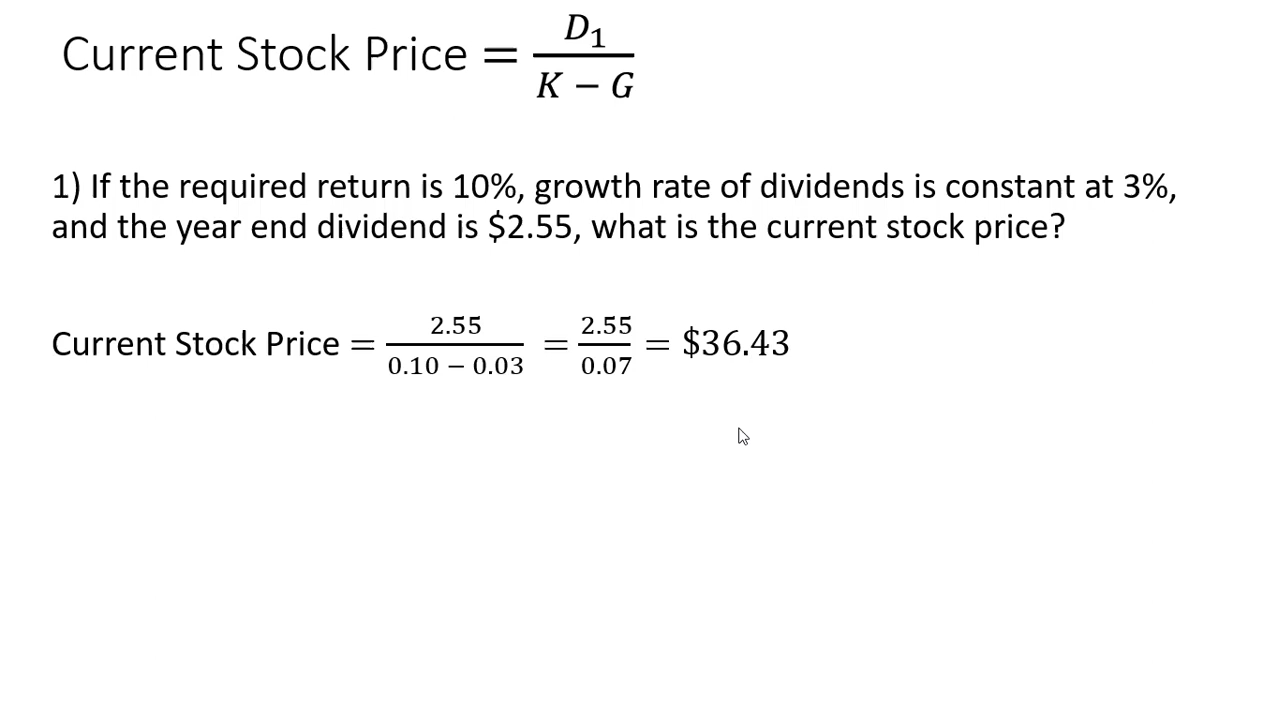 Current Stock Price = D₁ / (K − G)
1) If the required return is 10%, growth rate of dividends is constant at 3%,
and the year end dividend is $2.55, what is the current stock price?
Current Stock Price = 2.55 / (0.10 − 0.03) = 2.55 / 0.07 = $36.43